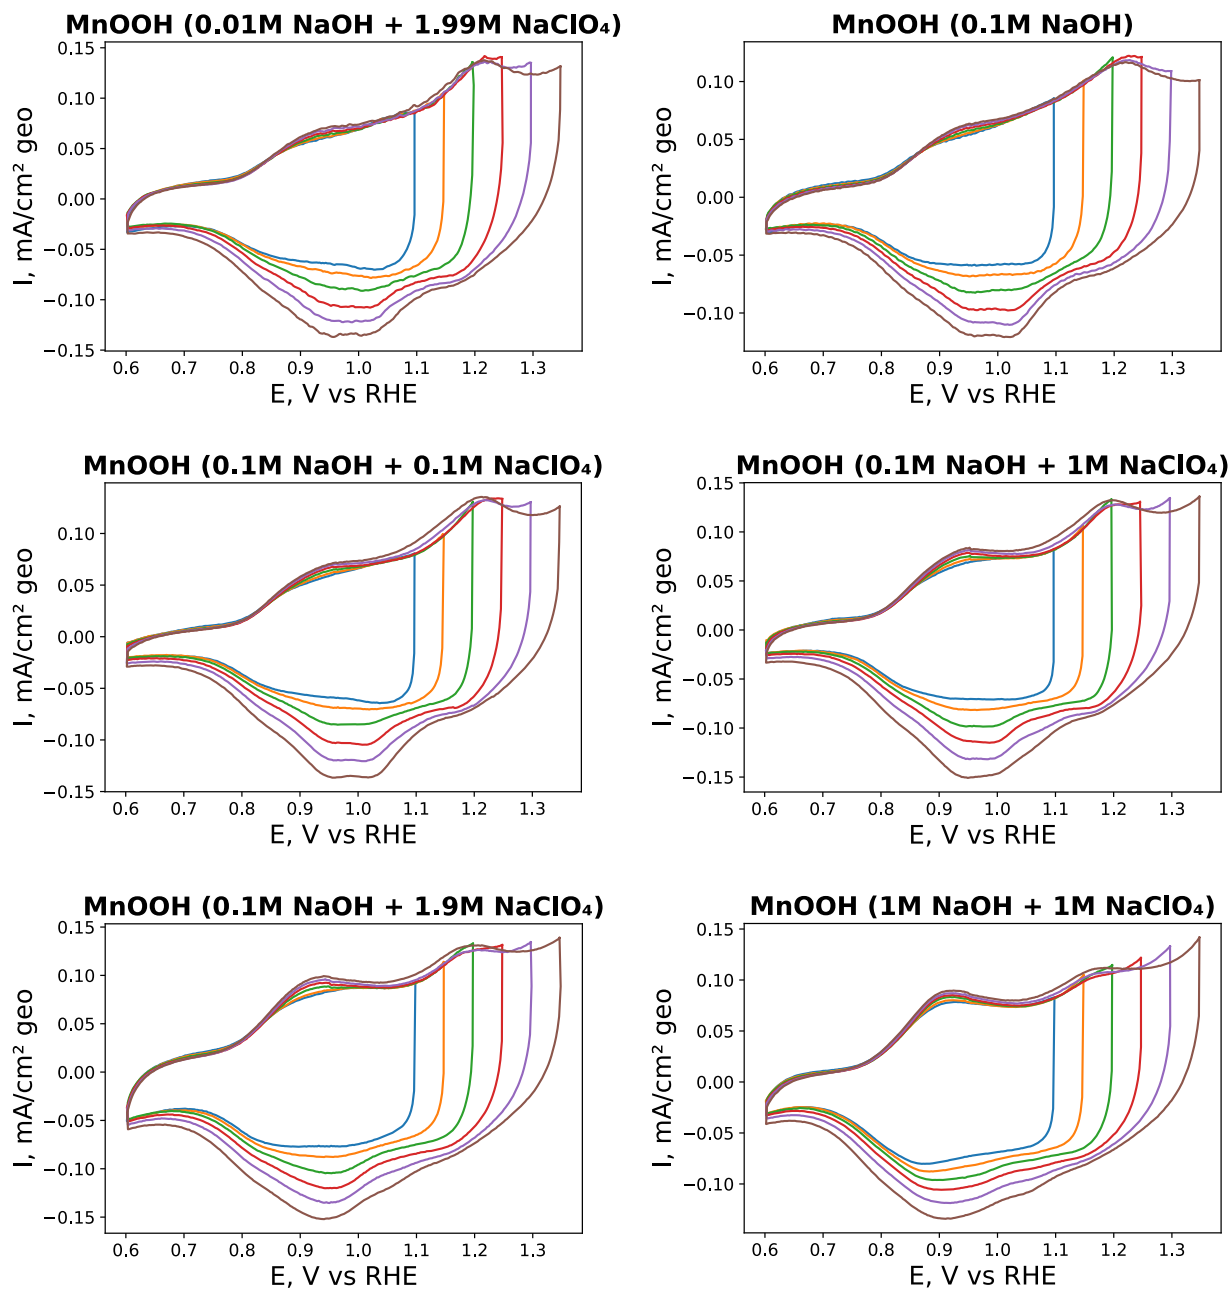 MnOOH (0.01M NaOH + 1.99M NaClO₄)
0.15
0.10
0.05
0.00
−0.05
−0.10
−0.15
I, mA/cm² geo
0.6 0.7 0.8 0.9 1.0 1.1 1.2 1.3
E, V vs RHE
MnOOH (0.1M NaOH)
0.10
0.05
0.00
−0.05
−0.10
I, mA/cm² geo
0.6 0.7 0.8 0.9 1.0 1.1 1.2 1.3
E, V vs RHE
MnOOH (0.1M NaOH + 0.1M NaClO₄)
0.15
0.10
0.05
0.00
−0.05
−0.10
−0.15
I, mA/cm² geo
0.6 0.7 0.8 0.9 1.0 1.1 1.2 1.3
E, V vs RHE
MnOOH (0.1M NaOH + 1M NaClO₄)
0.15
0.10
0.05
0.00
−0.05
−0.10
−0.15
I, mA/cm² geo
0.6 0.7 0.8 0.9 1.0 1.1 1.2 1.3
E, V vs RHE
MnOOH (0.1M NaOH + 1.9M NaClO₄)
0.15
0.10
0.05
0.00
−0.05
−0.10
−0.15
I, mA/cm² geo
0.6 0.7 0.8 0.9 1.0 1.1 1.2 1.3
E, V vs RHE
MnOOH (1M NaOH + 1M NaClO₄)
0.15
0.10
0.05
0.00
−0.05
−0.10
I, mA/cm² geo
0.6 0.7 0.8 0.9 1.0 1.1 1.2 1.3
E, V vs RHE